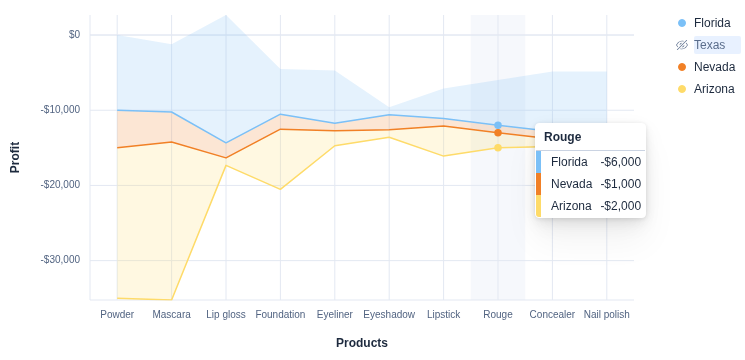 Florida
Texas
Nevada
Arizona
$0
-$10,000
-$20,000
-$30,000
Profit
Rouge
Florida -$6,000
Nevada -$1,000
Arizona -$2,000
Powder Mascara Lip gloss Foundation Eyeliner Eyeshadow Lipstick Rouge Concealer Nail polish
Products